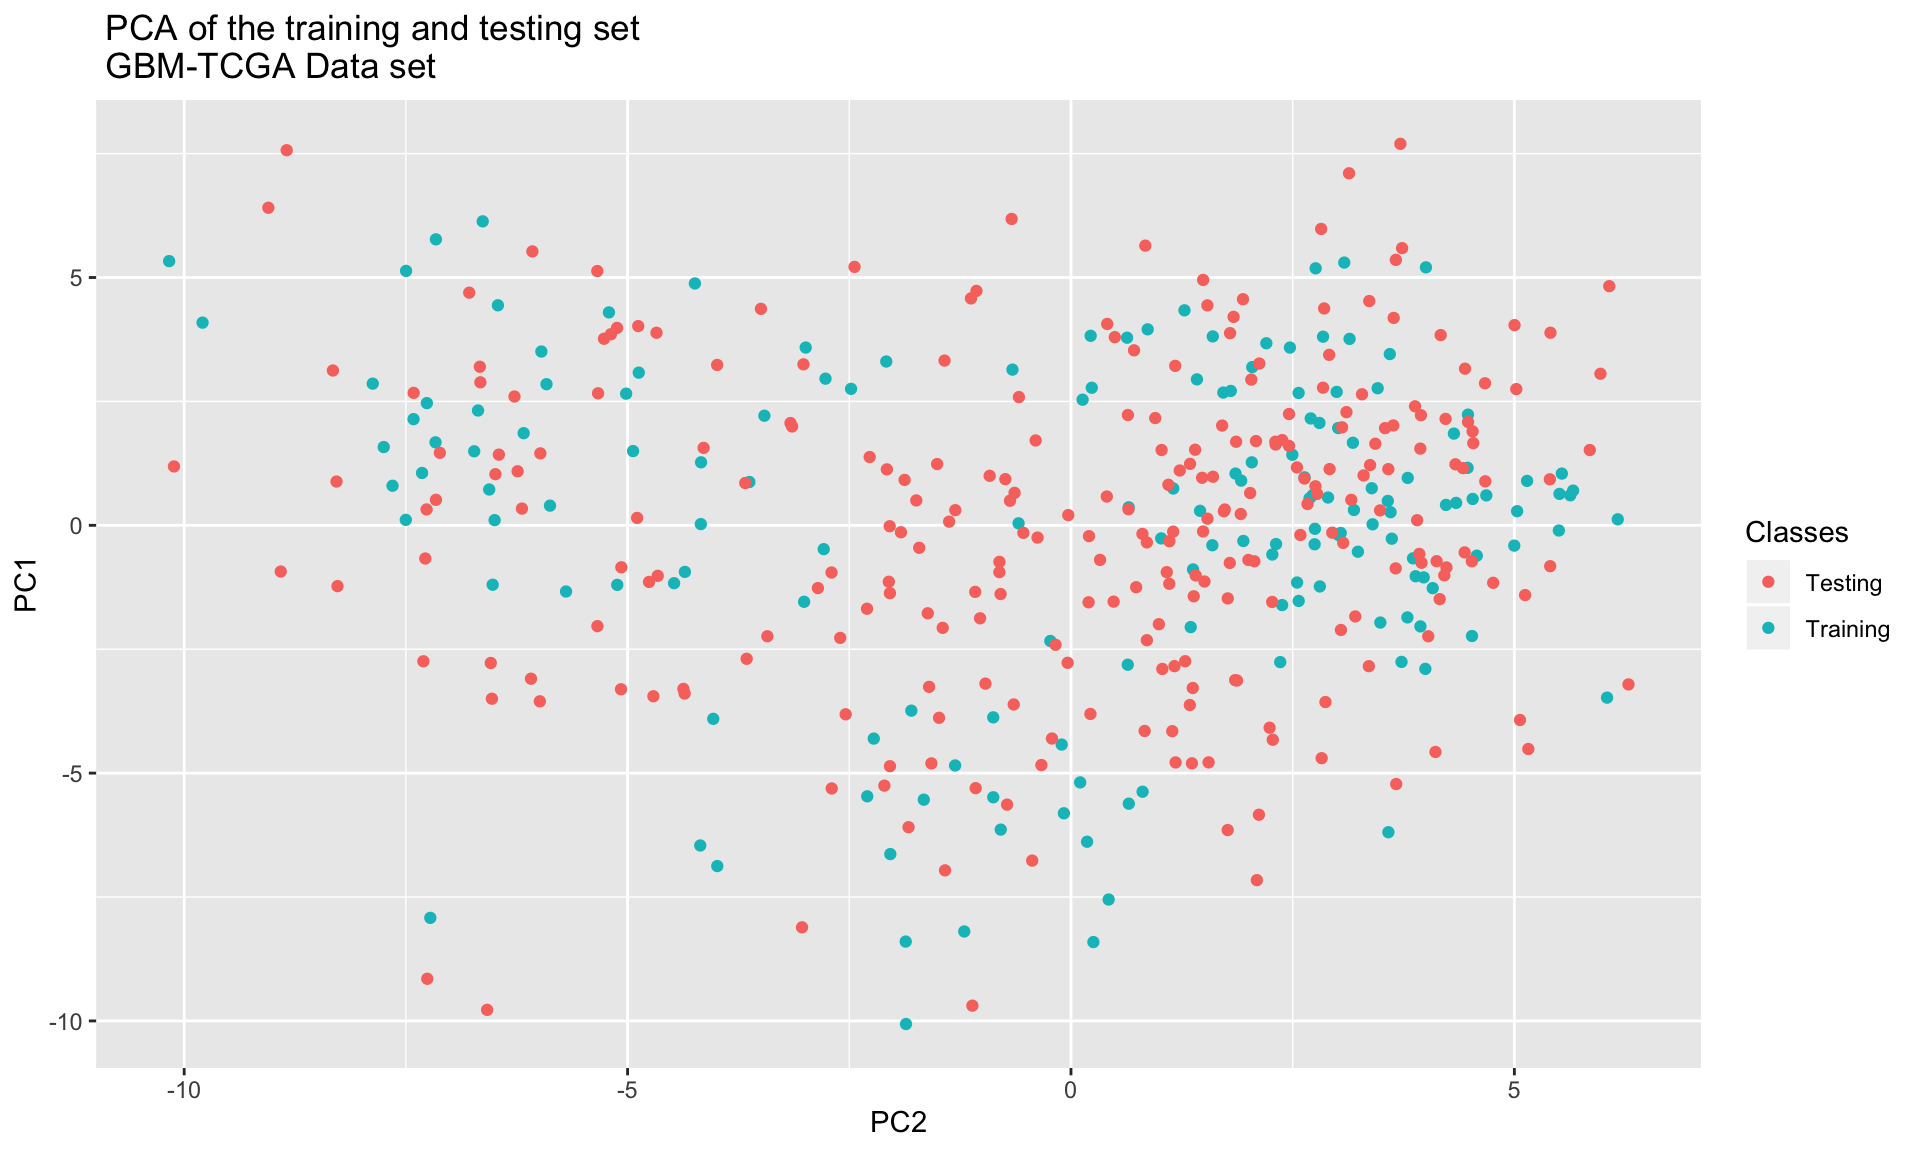 PCA of the training and testing set
GBM-TCGA Data set
PC1
5
0
-5
-10
-10
-5
0
5
PC2
Classes
Testing
Training